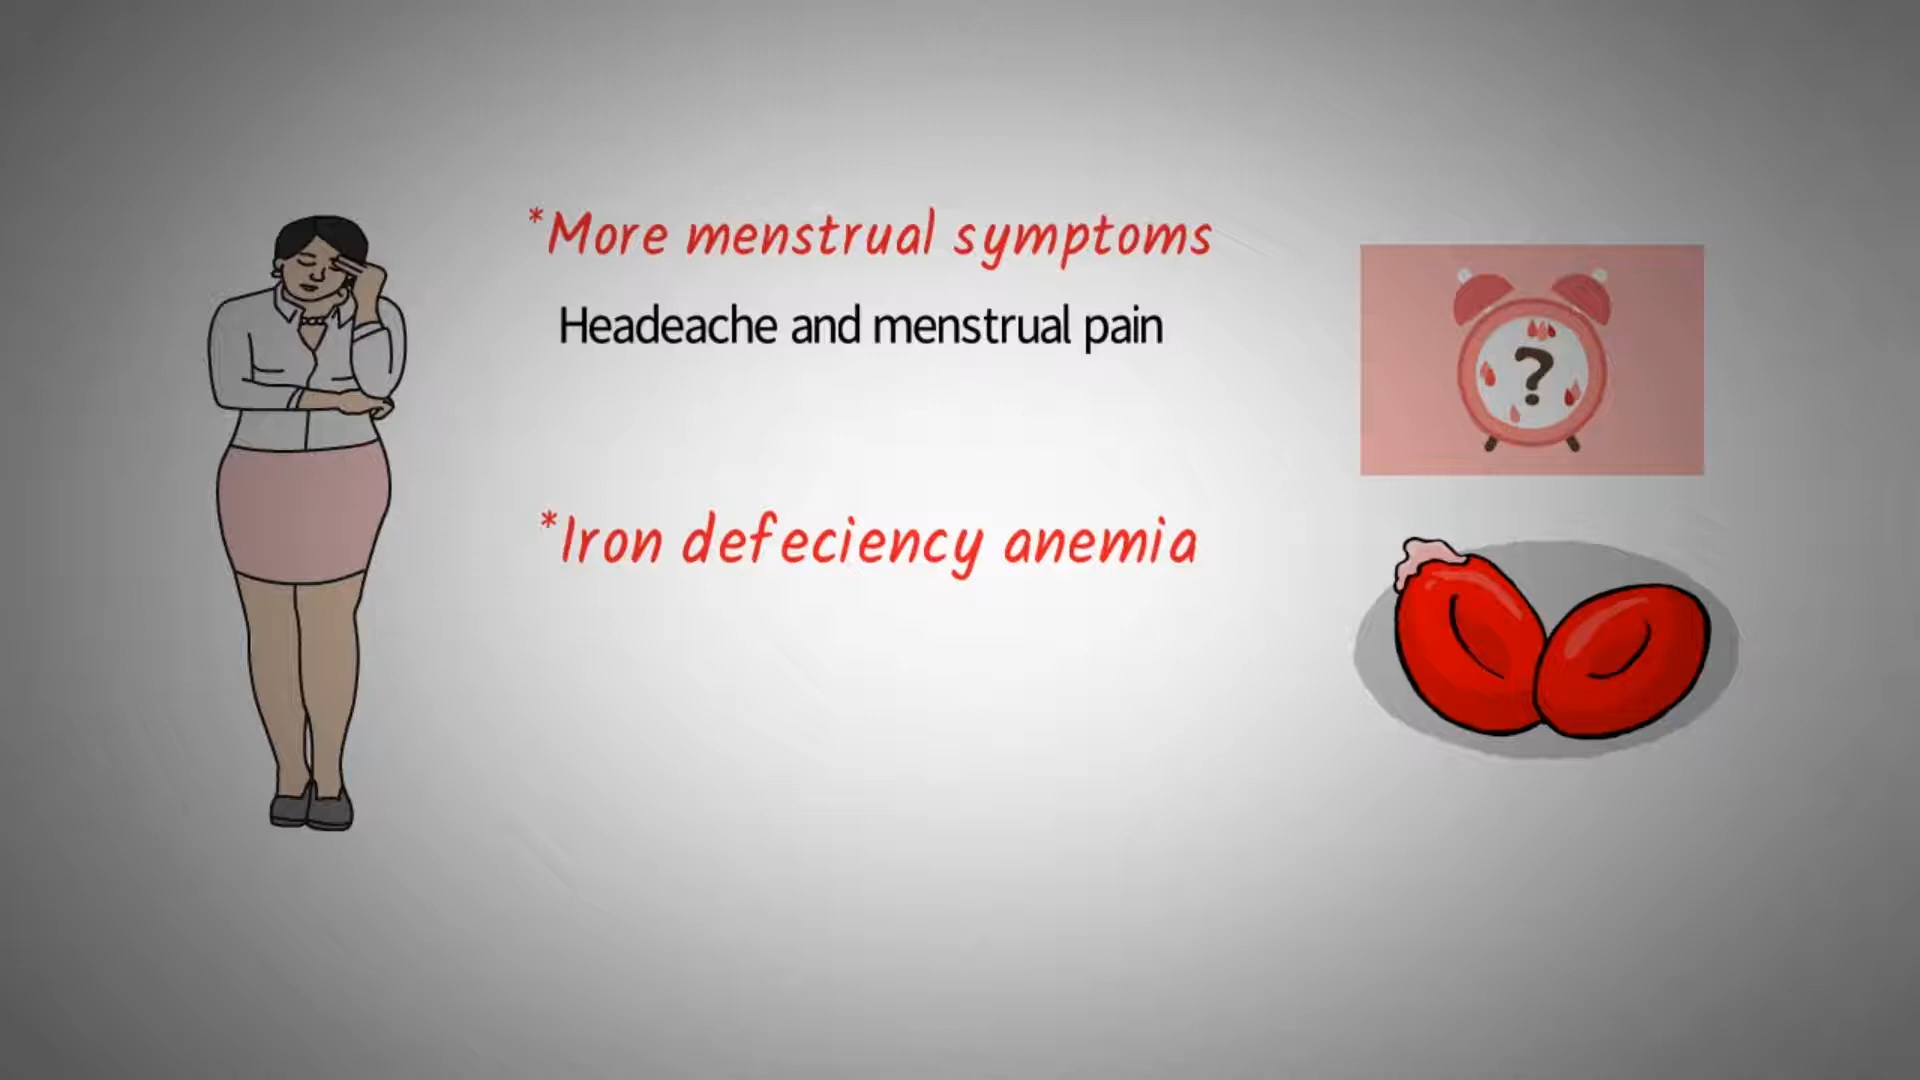 *More menstrual symptoms
Headeache and menstrual pain
?
*Iron defeciency anemia